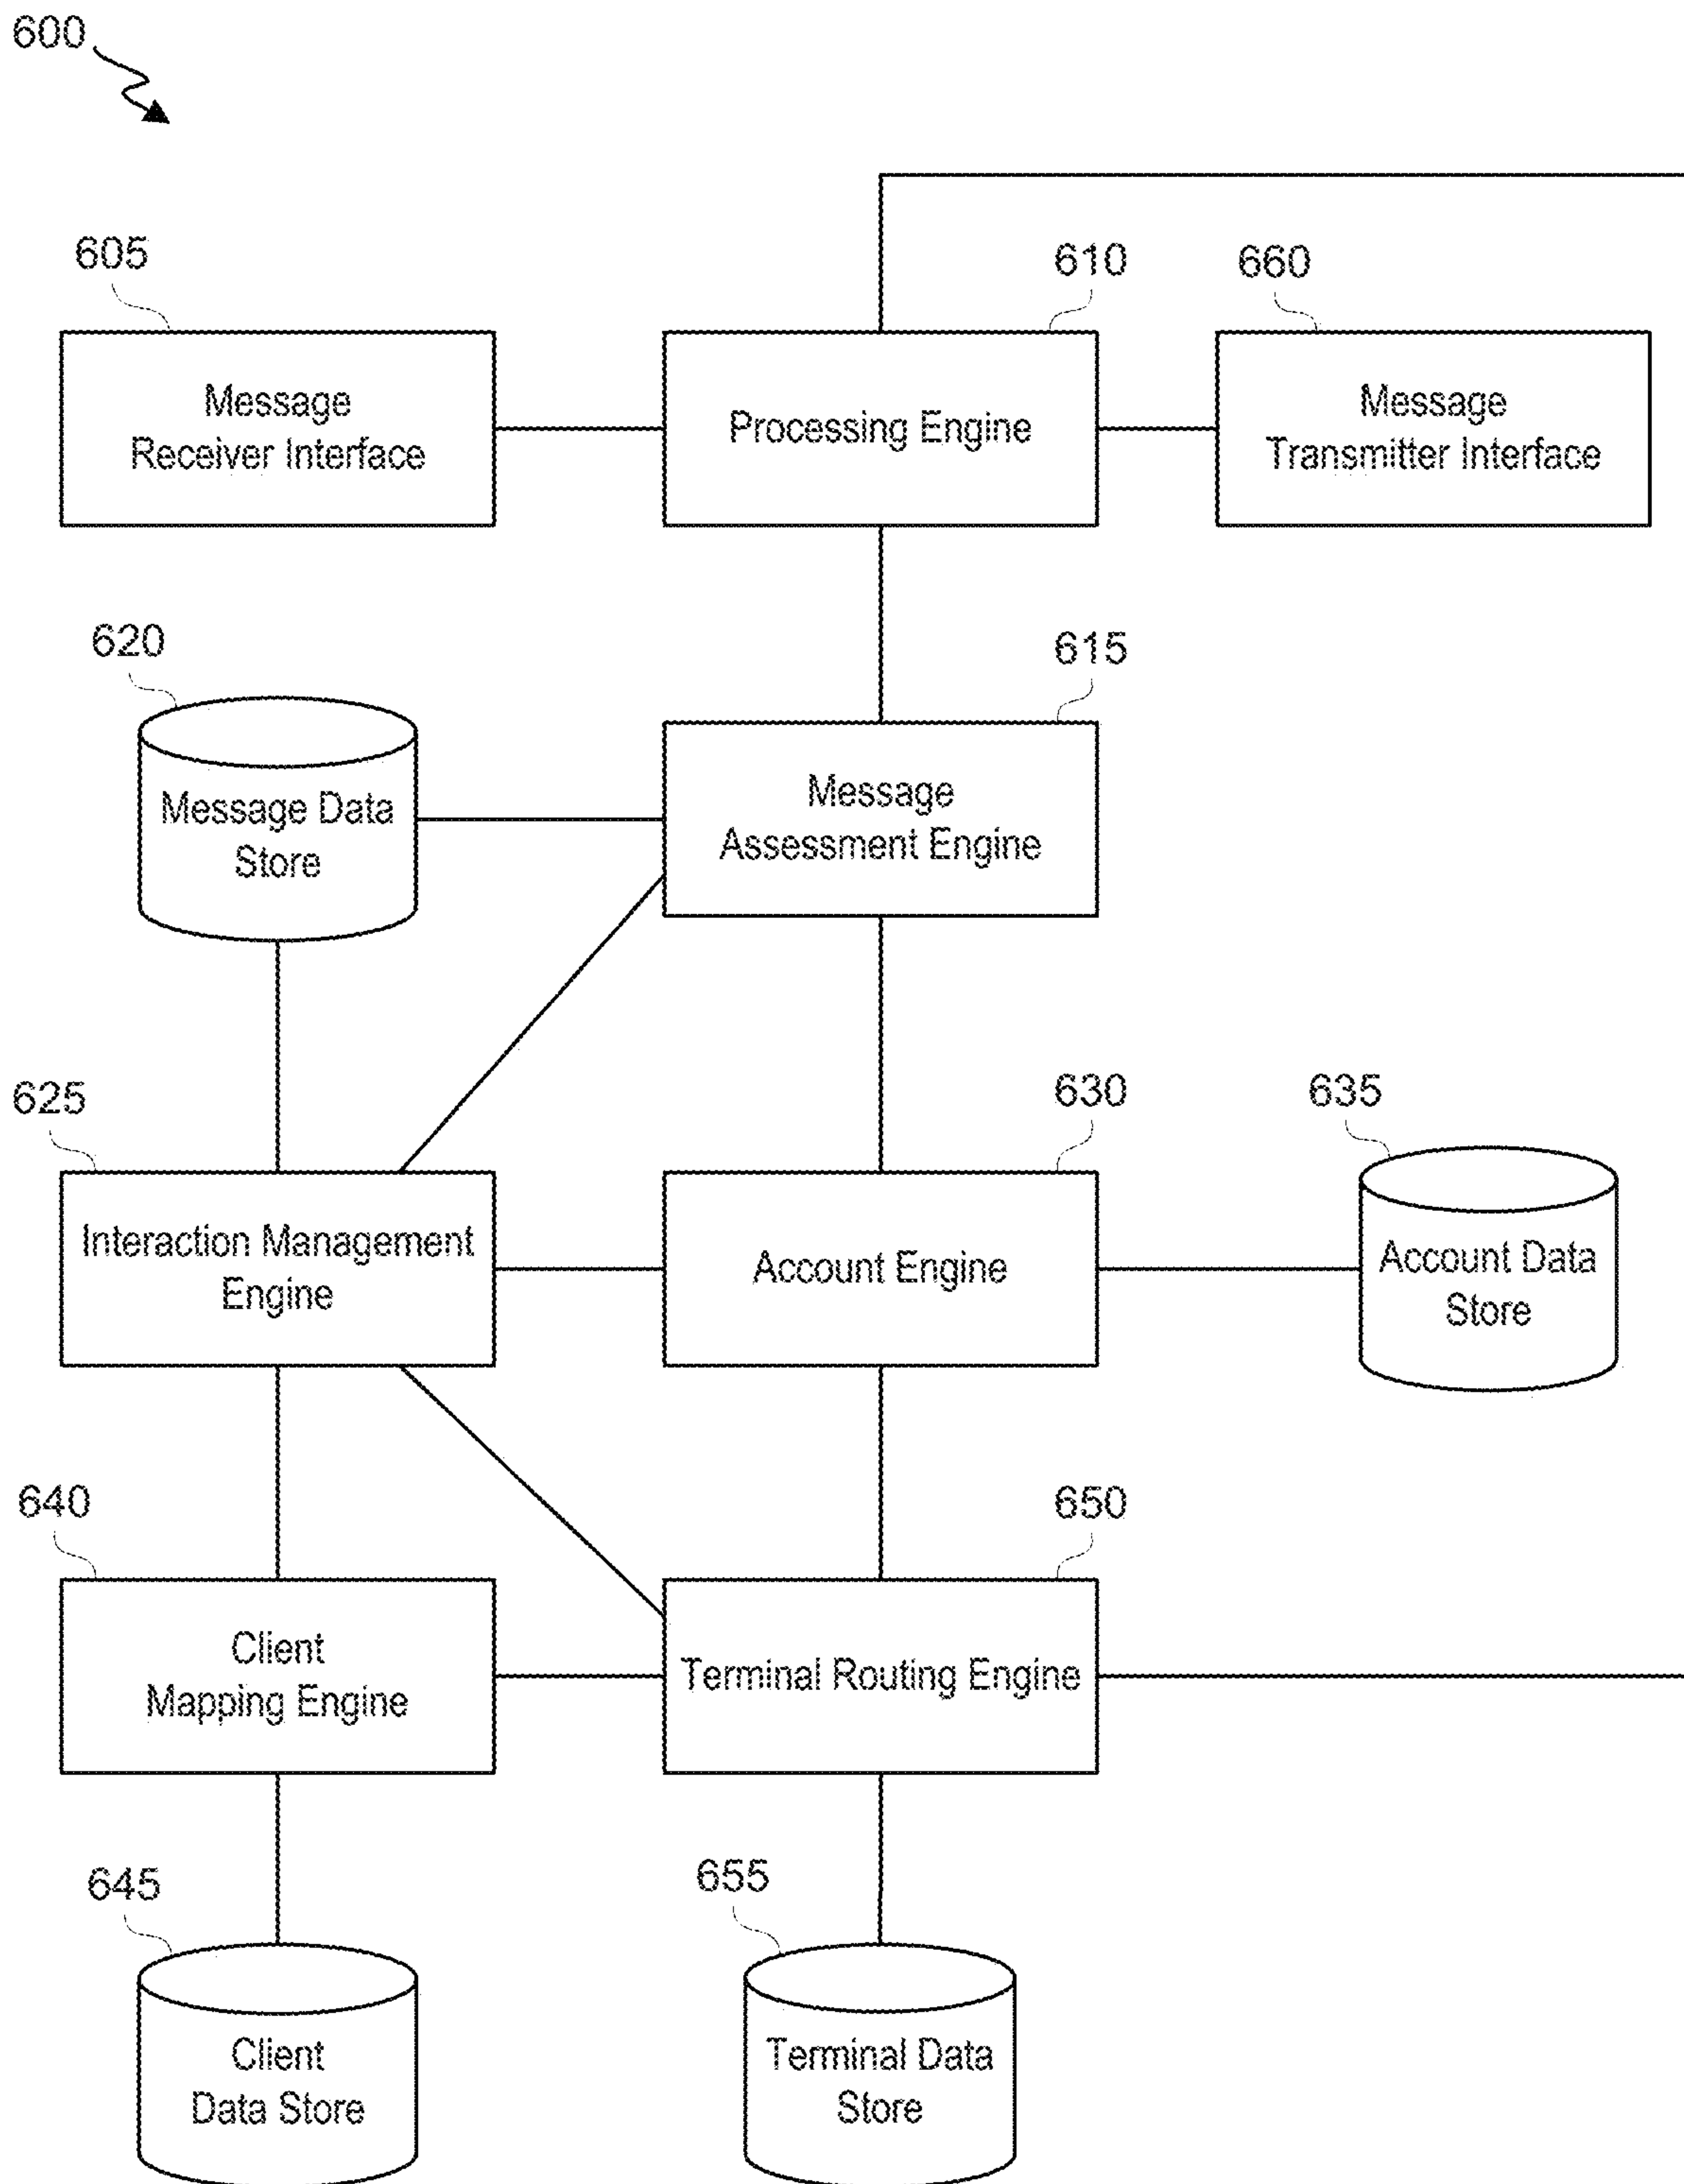 600
605
610
660
Message
Receiver Interface
Processing Engine
Message
Transmitter Interface
620
615
Message Data
Store
Message
Assessment Engine
625
630
635
Interaction Management
Engine
Account Engine
Account Data
Store
640
650
Client
Mapping Engine
Terminal Routing Engine
645
655
Client
Data Store
Terminal Data
Store